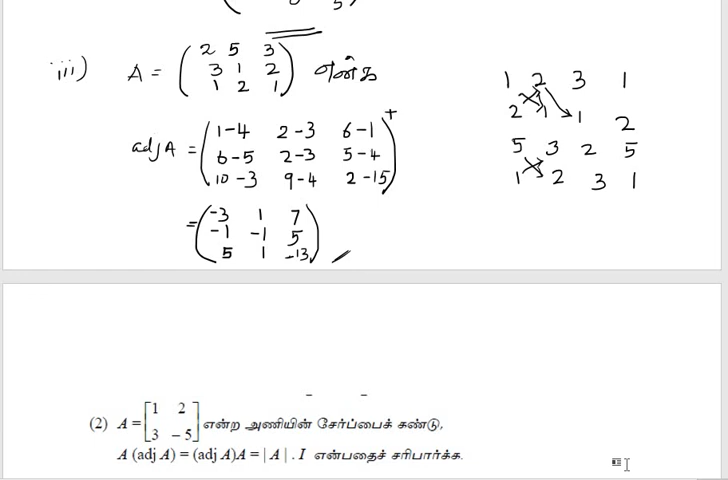 iii) A = ( 2 5 3 ) என்க
3 1 2
1 2 1
adj A = ( 1-4 2-3 6-1 )
6-5 2-3 5-4
10-3 9-4 2-15
= ( -3 1 7 )
-1 -1 5
5 1 -13
1 2 3 1
2 1 1 2
5 3 2 5
1 2 3 1
(2) A = [ 1 2 ] என்ற அணியின் சேர்ப்பைக் கண்டு,
3 -5
A (adj A) = (adj A)A = | A | . I என்பதைச் சரிபார்க்க.